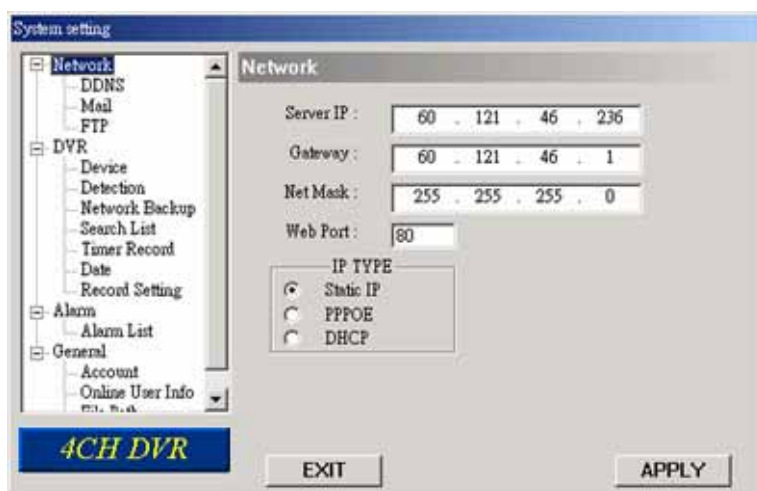 System setting
Network
DDNS
Mail
FTP
DVR
Device
Detection
Network Backup
Search List
Timer Record
Date
Record Setting
Alarm
Alarm List
General
Account
Online User Info
4CH DVR
Network
Server IP : 60 . 121 . 46 . 236
Gateway : 60 . 121 . 46 . 1
Net Mask : 255 . 255 . 255 . 0
Web Port : 80
IP TYPE
Static IP
PPPOE
DHCP
EXIT
APPLY